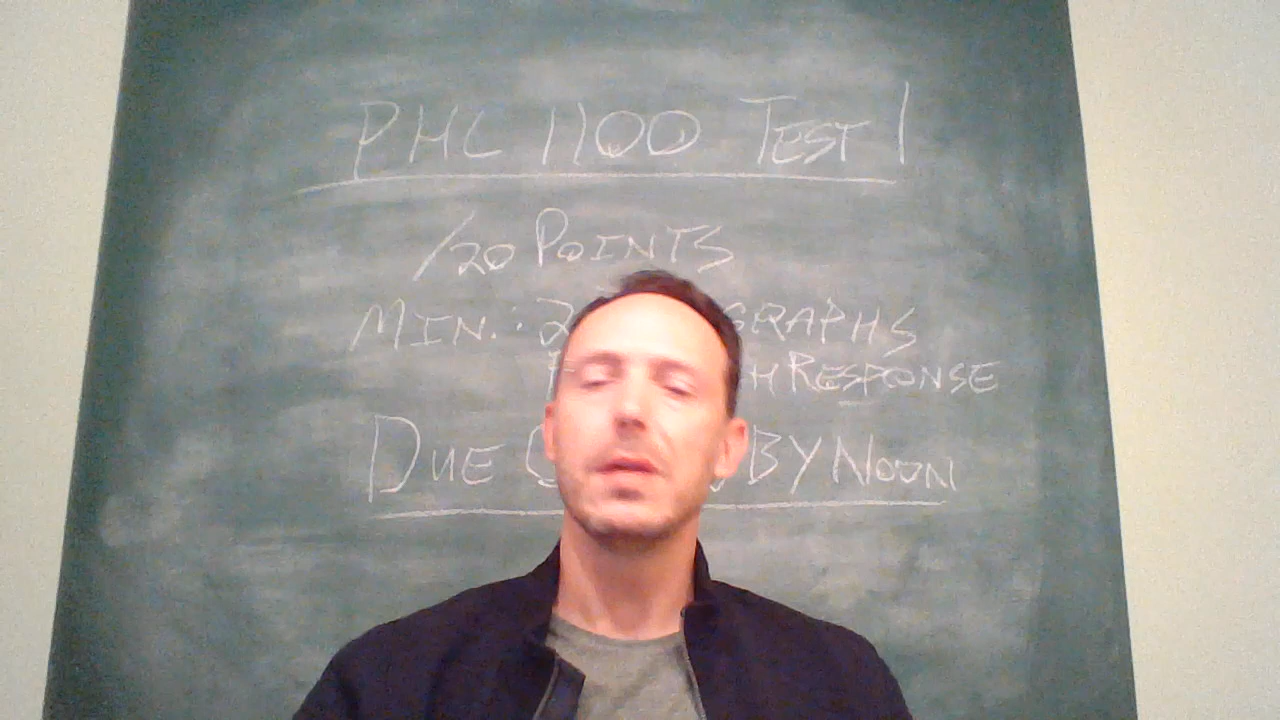 PHL 1100 TEST 1
/20 POINTS
MIN.: 2
RESPONSE
DUE BY NOON